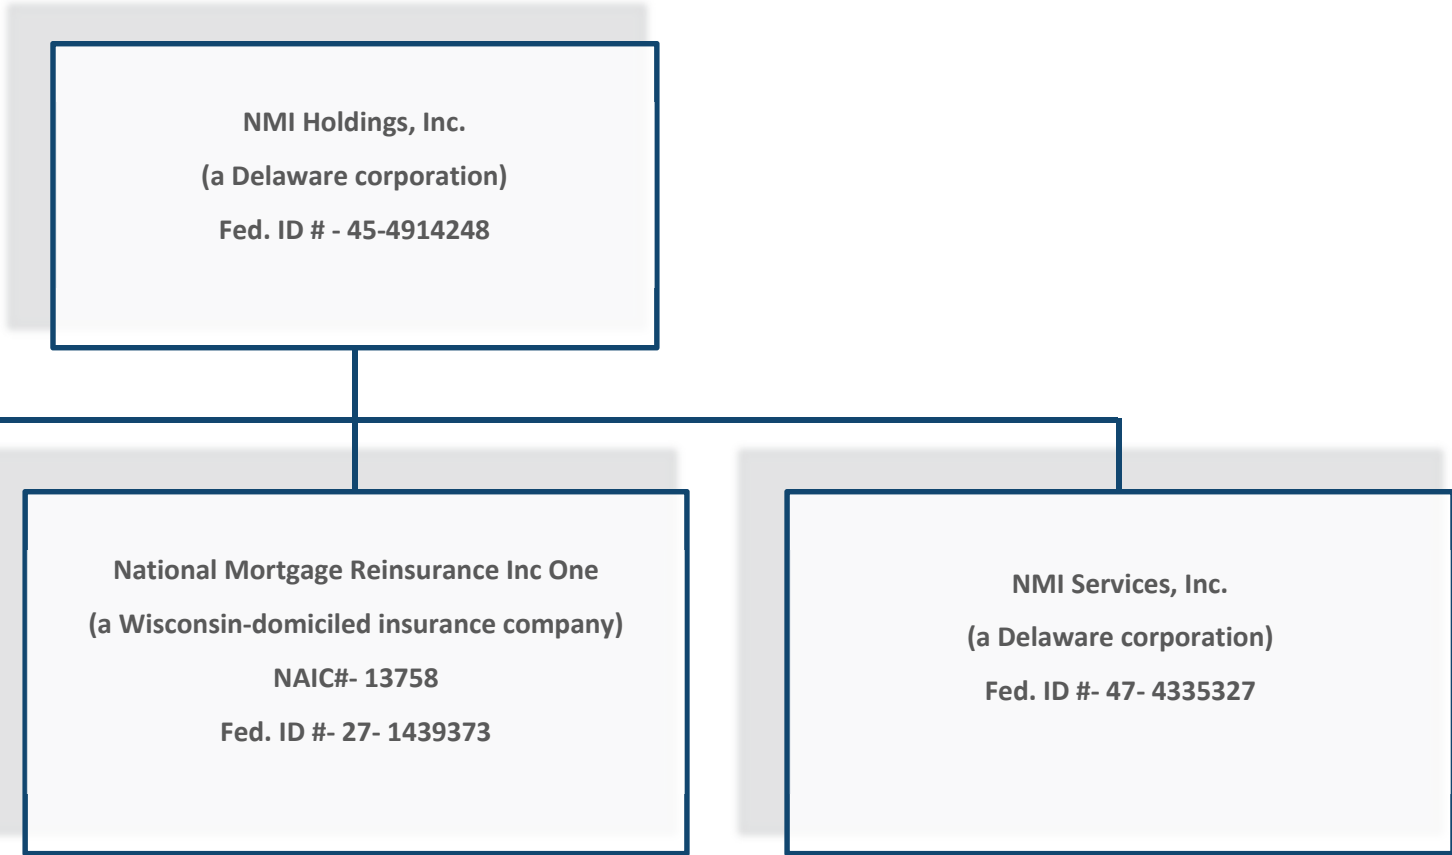 NMI Holdings, Inc.
(a Delaware corporation)
Fed. ID # - 45-4914248
National Mortgage Reinsurance Inc One
(a Wisconsin-domiciled insurance company)
NAIC#- 13758
Fed. ID #- 27- 1439373
NMI Services, Inc.
(a Delaware corporation)
Fed. ID #- 47- 4335327